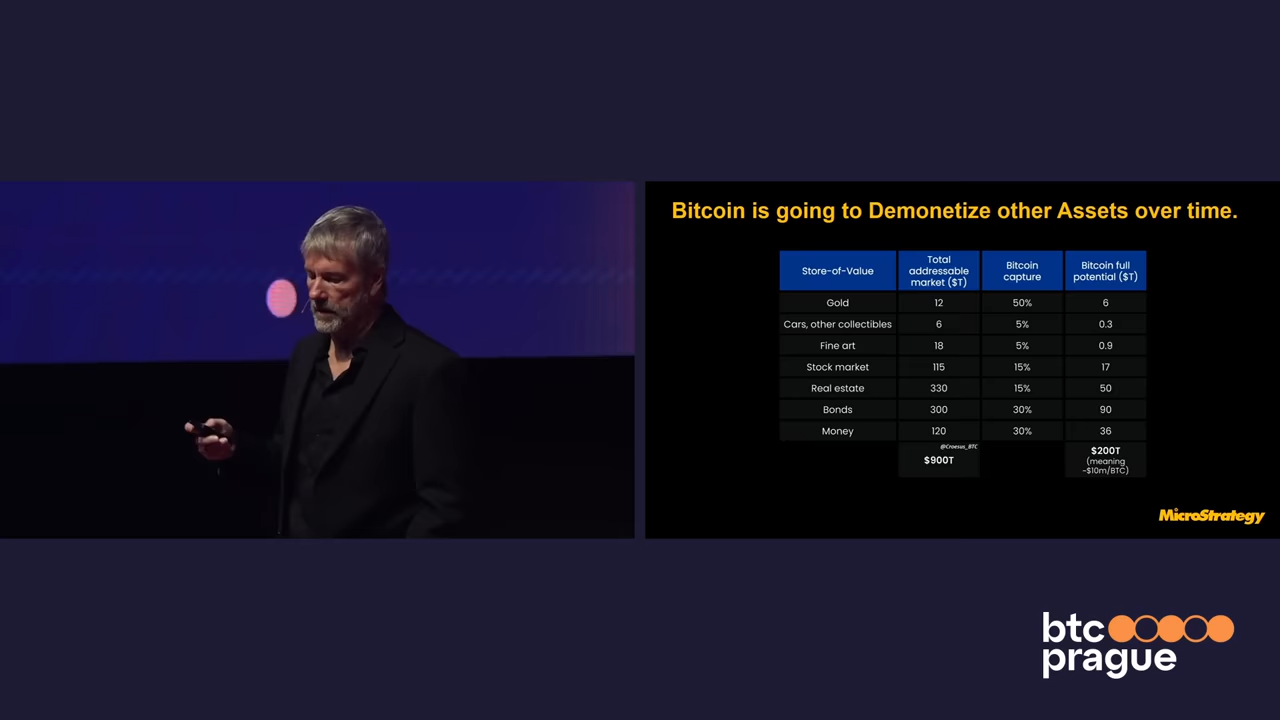 Bitcoin is going to Demonetize other Assets over time.
Store-of-Value
Total
addressable
market ($T)
Bitcoin
capture
Bitcoin full
potential ($T)
Gold 12 50% 6
Cars, other collectibles 6 5% 0.3
Fine art 18 5% 0.9
Stock market 115 15% 17
Real estate 330 15% 50
Bonds 300 30% 90
Money 120 30% 36
@Croesus_BTC
$900T
$200T
(meaning
~$10m/BTC)
MicroStrategy
btc
prague